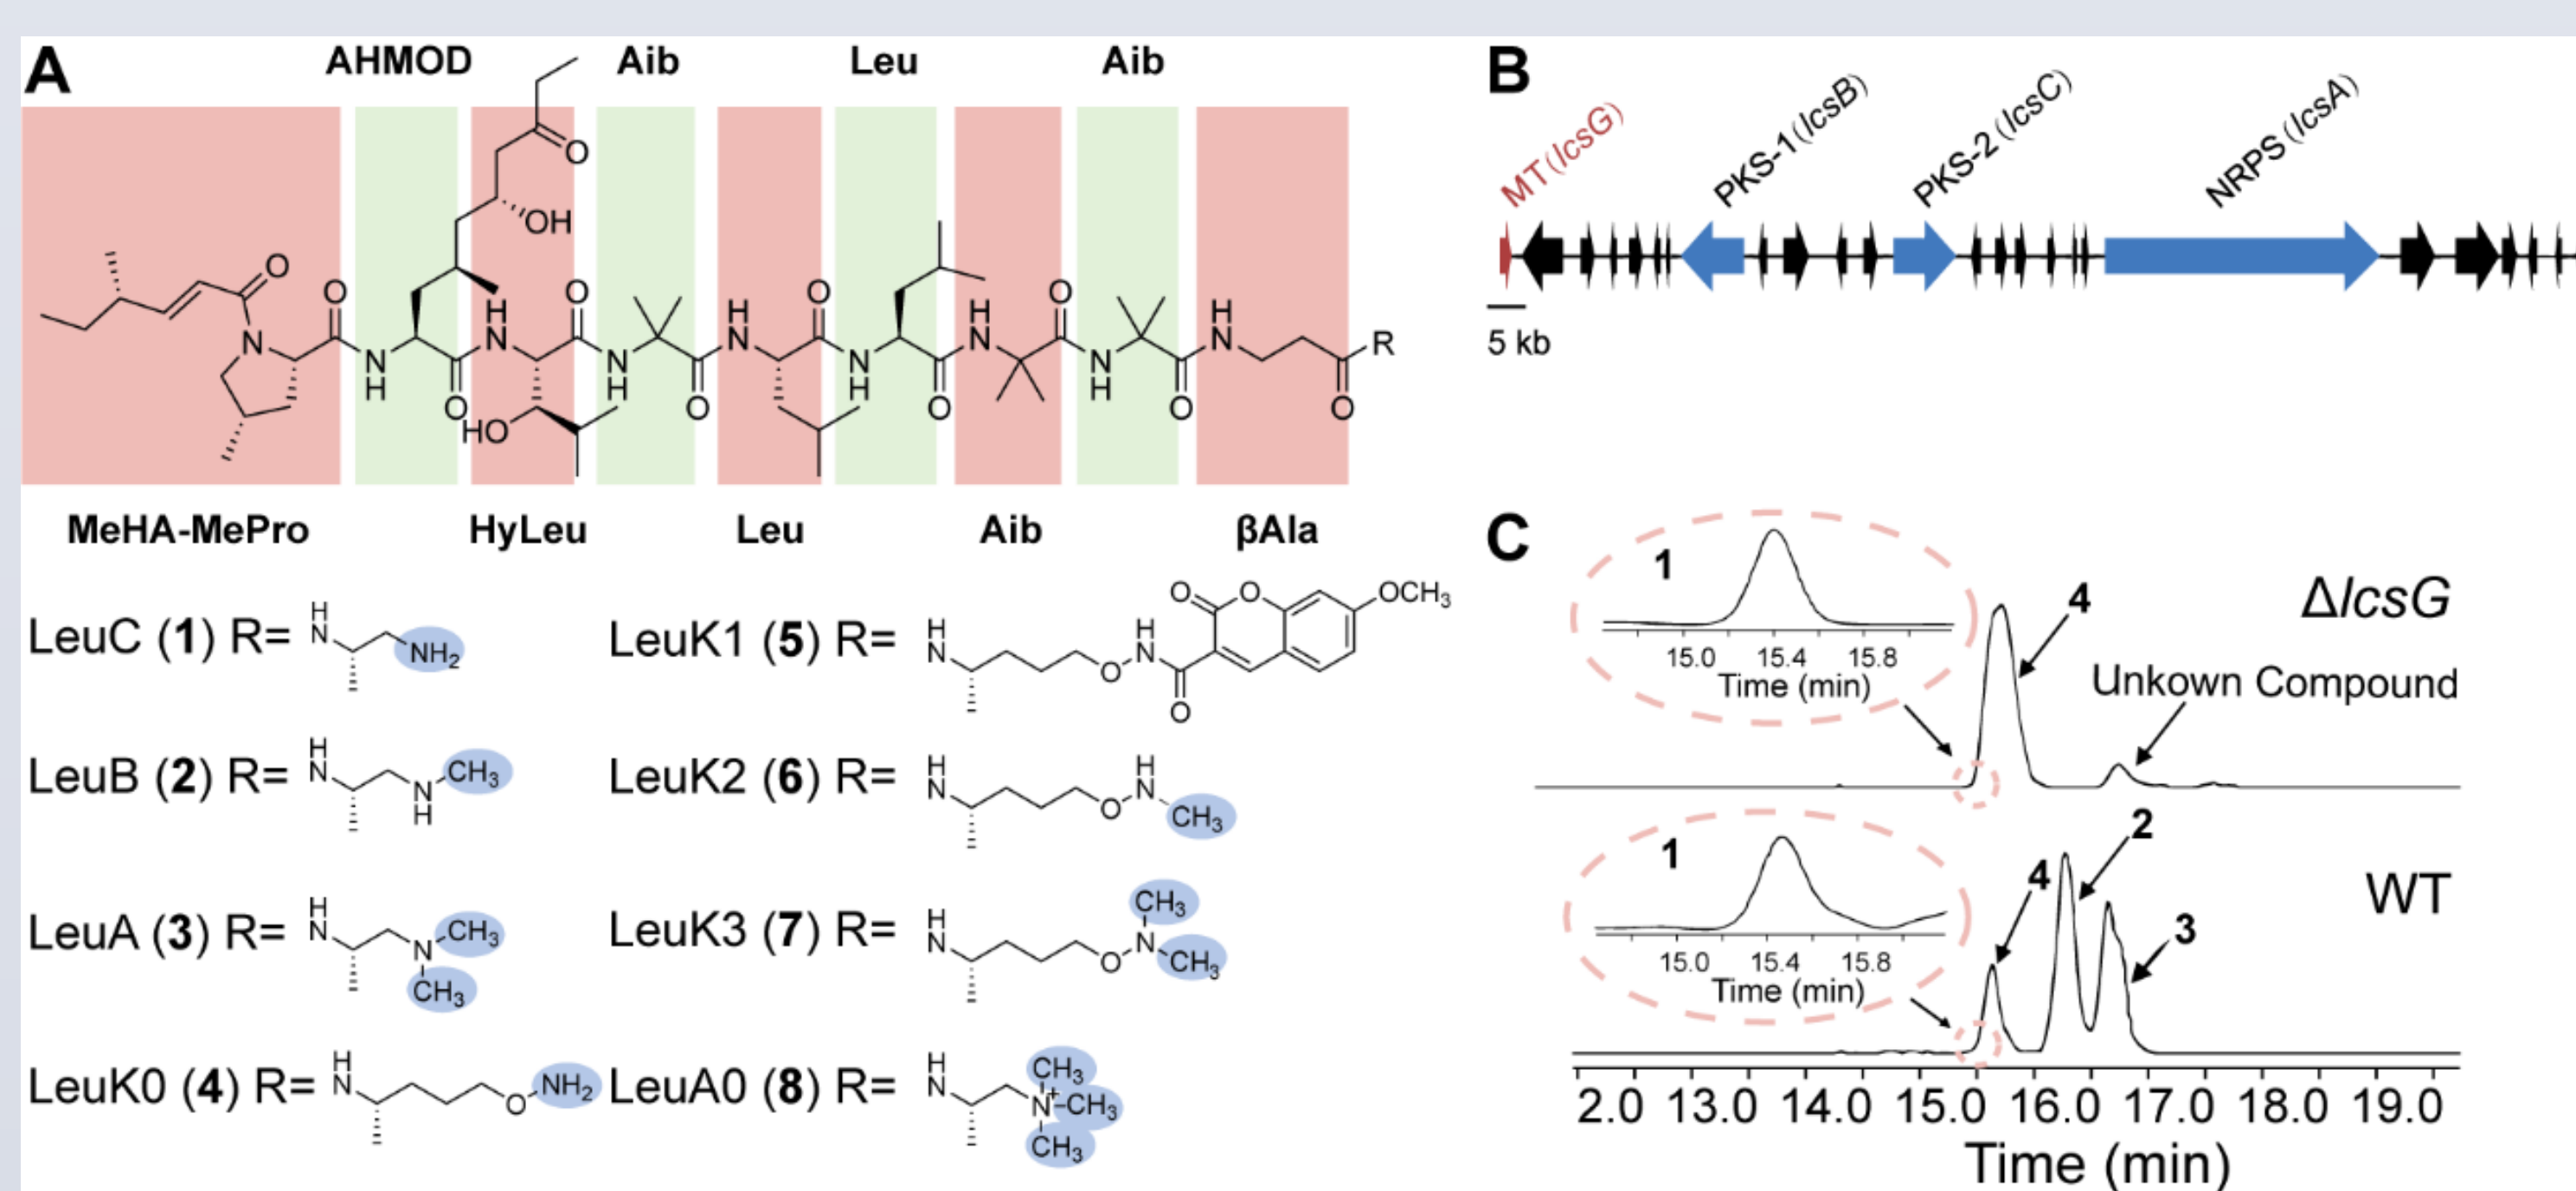 A
AHMOD
Aib
Leu
Aib
O
OH
O
N
O
N
H
O
H
N
O
HO
N
H
O
H
N
O
N
H
O
H
N
O
N
H
O
H
N
O
R
MeHA-MePro
HyLeu
Leu
Aib
βAla
LeuC (1) R=
H
N
NH2
LeuB (2) R=
H
N
N
H
CH3
LeuA (3) R=
H
N
N
CH3
CH3
LeuK0 (4) R=
H
N
O
NH2
LeuK1 (5) R=
H
N
O
H
N
O
O
O
OCH3
LeuK2 (6) R=
H
N
O
H
N
CH3
LeuK3 (7) R=
H
N
O
N
CH3
CH3
LeuA0 (8) R=
H
N
N+
CH3
CH3
CH3
B
MT(lcsG)
PKS-1(lcsB)
PKS-2 (lcsC)
NRPS (lcsA)
5 kb
C
1
15.0 15.4 15.8
Time (min)
4
ΔlcsG
Unkown Compound
1
15.0 15.4 15.8
Time (min)
4
2
3
WT
2.0 13.0 14.0 15.0 16.0 17.0 18.0 19.0
Time (min)